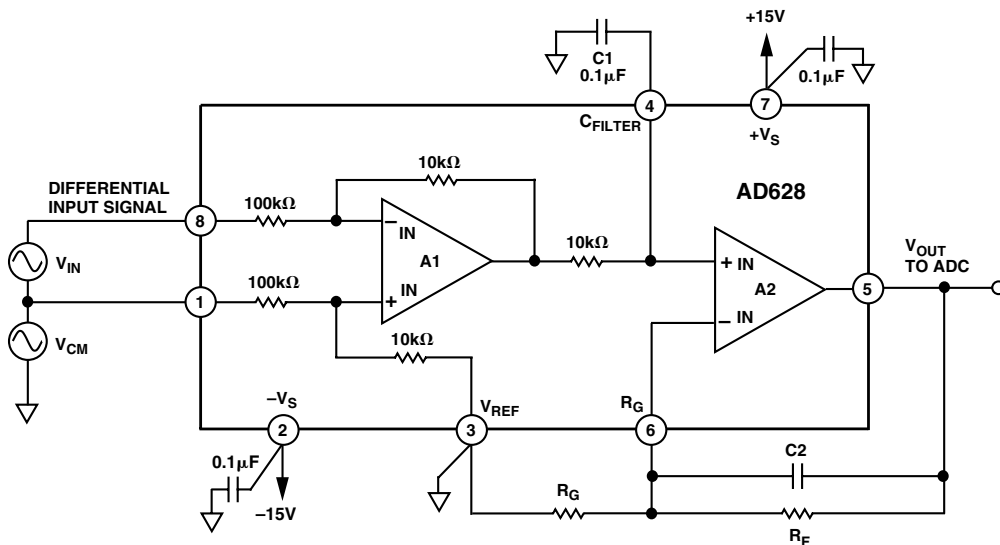 +15V
C1
0.1µF
0.1µF
4
7
CFILTER
+VS
10kΩ
AD628
DIFFERENTIAL
INPUT SIGNAL
100kΩ
8
– IN
A1
10kΩ
+ IN
A2
VOUT
TO ADC
5
VIN
100kΩ
1
+ IN
– IN
10kΩ
VCM
–VS
VREF
RG
2
3
6
0.1µF
–15V
C2
RG
RF